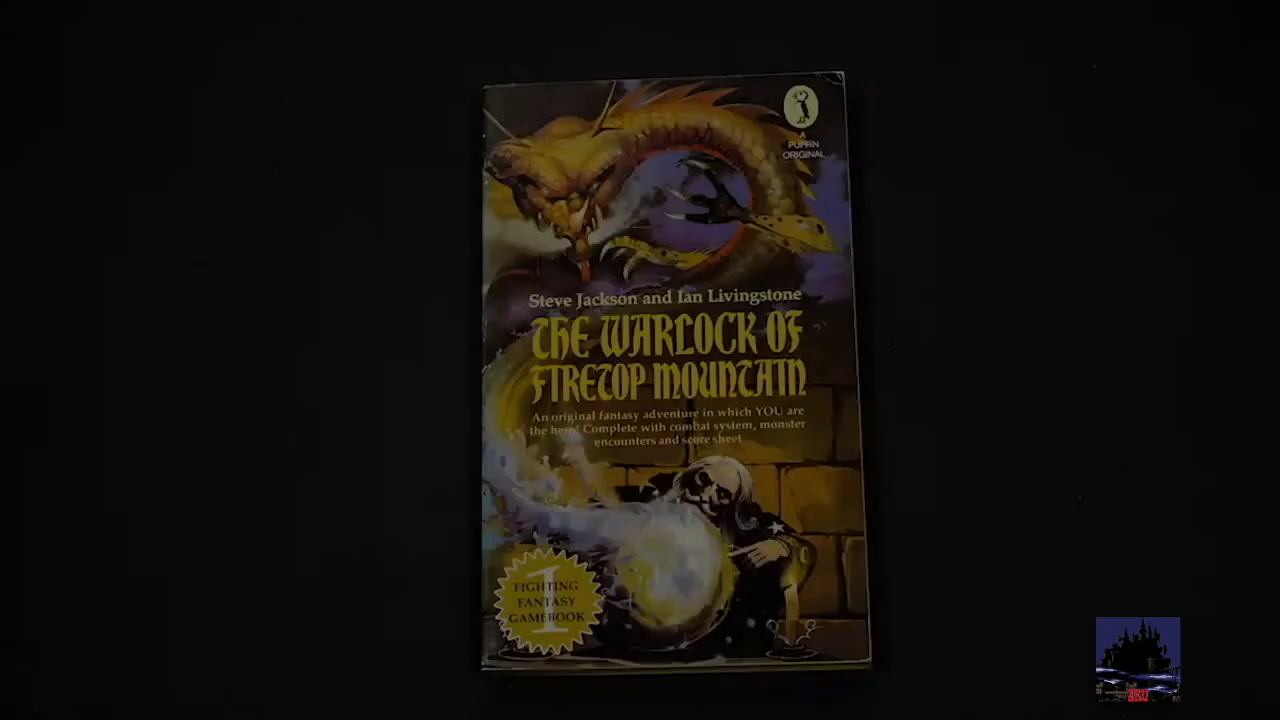 A
PUFFIN
ORIGINAL
Steve Jackson and Ian Livingstone
THE WARLOCK OF
FIRETOP MOUNTAIN
An original fantasy adventure in which YOU are
the hero! Complete with combat system, monster
encounters and score sheet
1
FIGHTING
FANTASY
GAMEBOOK